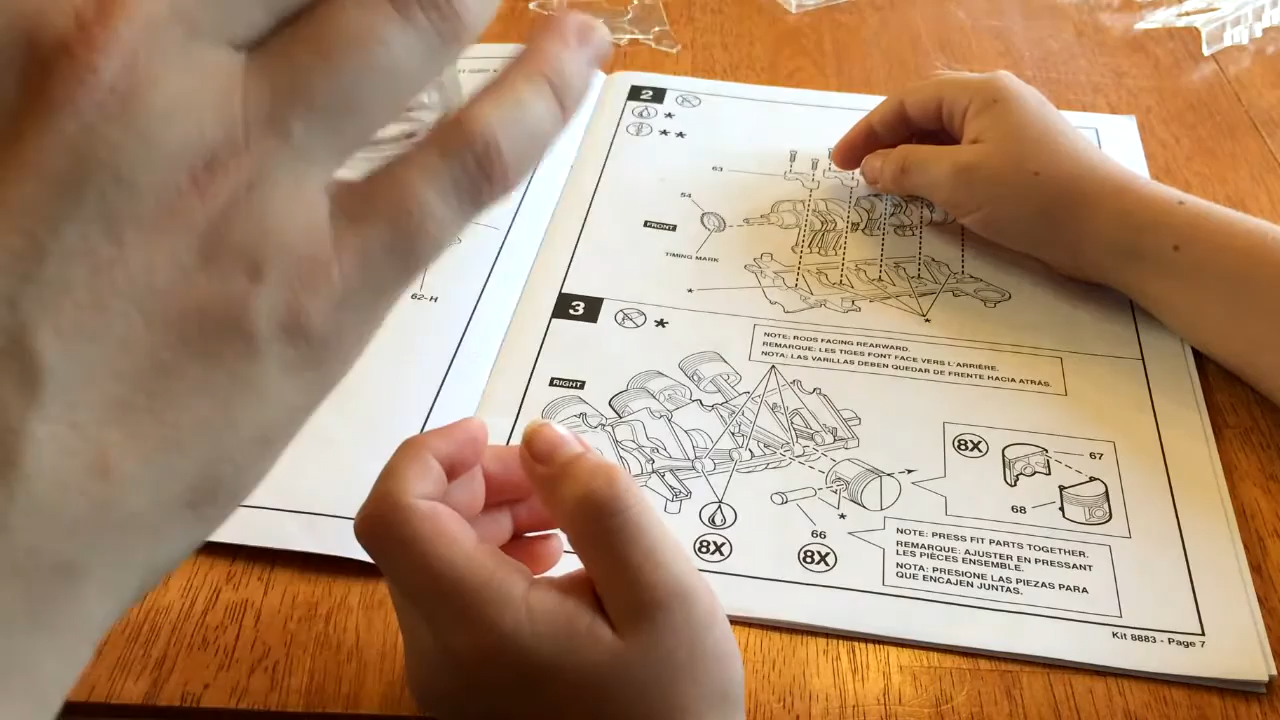 62-H
2
*
* *
63
54
FRONT
TIMING MARK
*
*
3
*
NOTE: RODS FACING REARWARD.
REMARQUE: LES TIGES FONT FACE VERS L'ARRIÈRE.
NOTA: LAS VARILLAS DEBEN QUEDAR DE FRENTE HACIA ATRÁS.
RIGHT
8X
67
68
*
66
8X
8X
NOTE: PRESS FIT PARTS TOGETHER.
REMARQUE: AJUSTER EN PRESSANT
LES PIÈCES ENSEMBLE.
NOTA: PRESIONE LAS PIEZAS PARA
QUE ENCAJEN JUNTAS.
Kit 8883 - Page 7